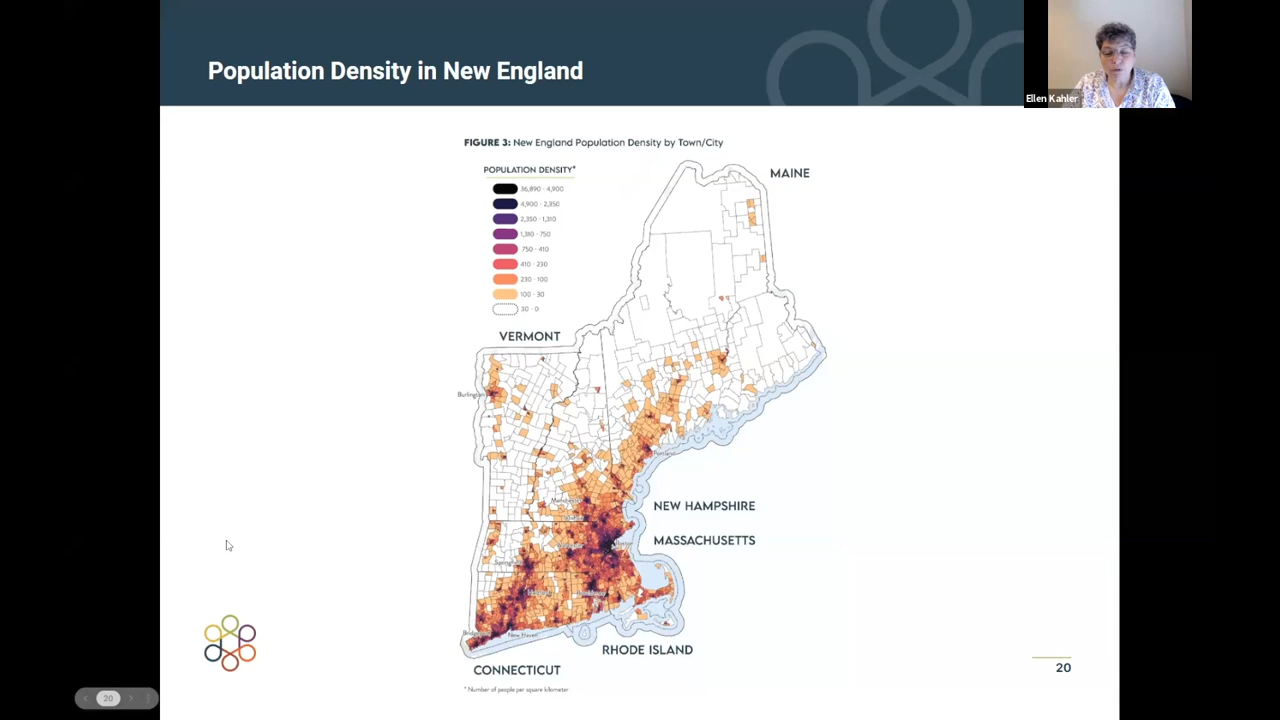 Population Density in New England
Ellen Kahler
FIGURE 3: New England Population Density by Town/City
POPULATION DENSITY*
36,890 - 4,900
4,900 - 2,350
2,350 - 1,310
1,310 - 750
750 - 410
410 - 230
230 - 100
100 - 30
30 - 0
MAINE
VERMONT
Burlington
Portland
Manchester
NEW HAMPSHIRE
MASSACHUSETTS
Boston
New Haven
RHODE ISLAND
CONNECTICUT
* Number of people per square kilometer
20
20